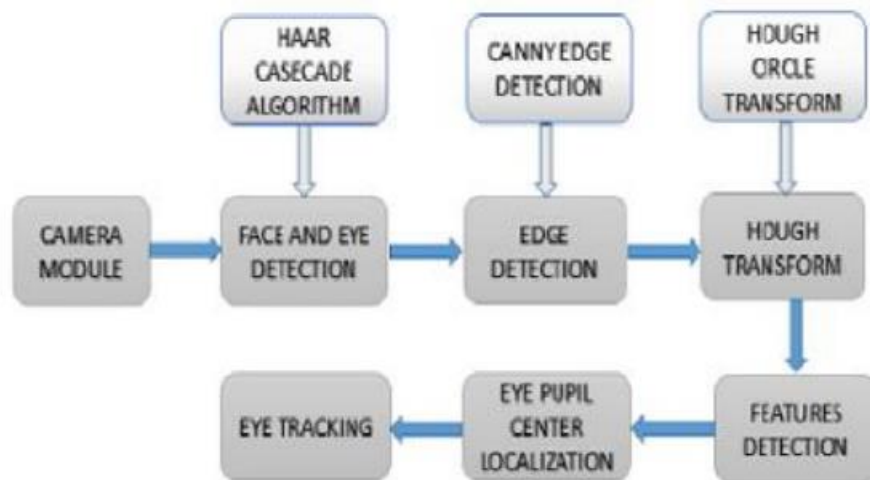 HAAR
CASECADE
ALGORITHM
CANNY EDGE
DETECTION
HOUGH
CIRCLE
TRANSFORM
CAMERA
MODULE
FACE AND EYE
DETECTION
EDGE
DETECTION
HOUGH
TRANSFORM
EYE TRACKING
EYE PUPIL
CENTER
LOCALIZATION
FEATURES
DETECTION